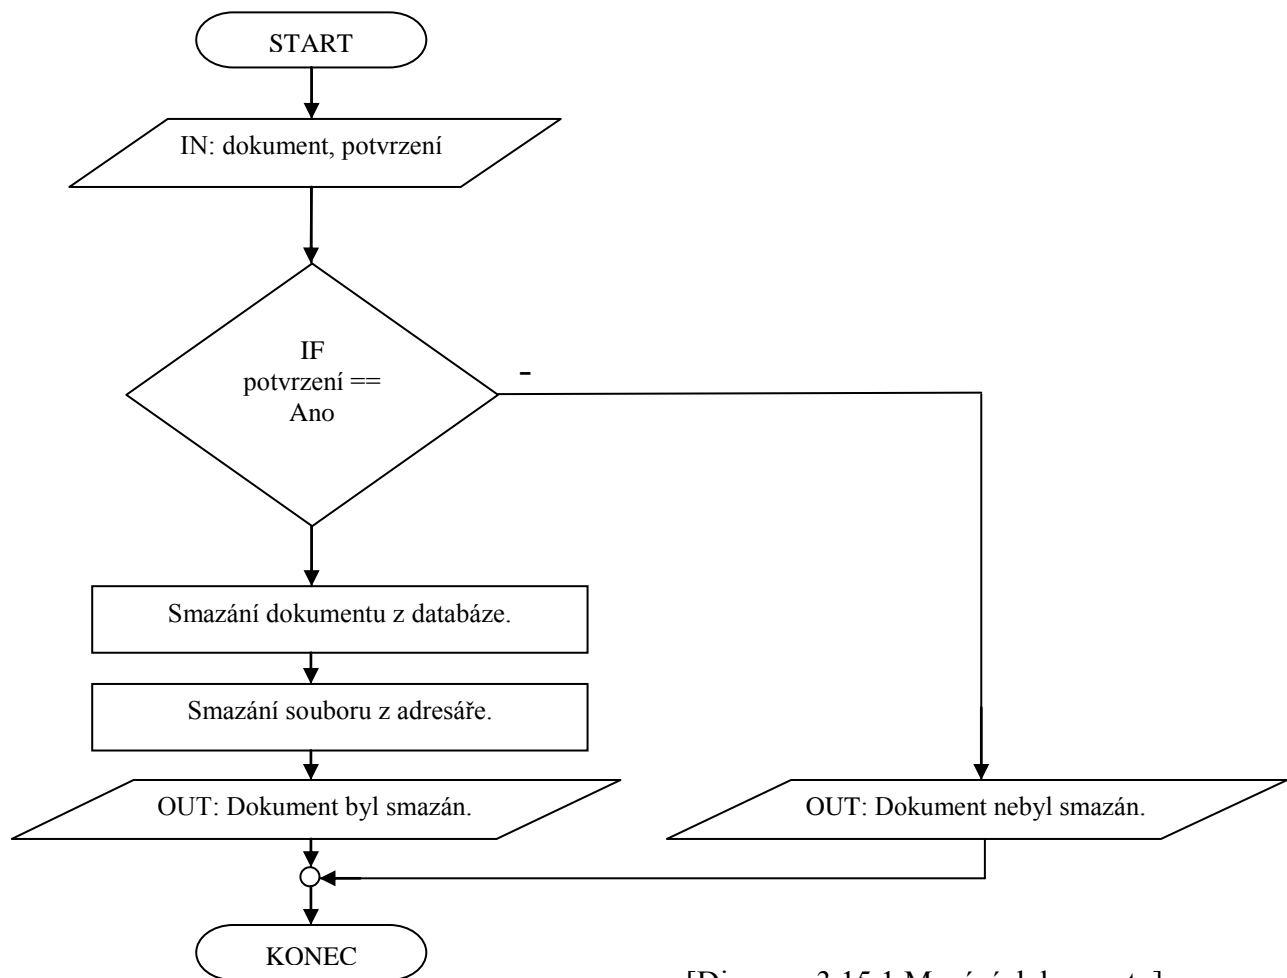 START
IN: dokument, potvrzení
IF
potvrzení ==
Ano
-
Smazání dokumentu z databáze.
Smazání souboru z adresáře.
OUT: Dokument byl smazán.
OUT: Dokument nebyl smazán.
KONEC